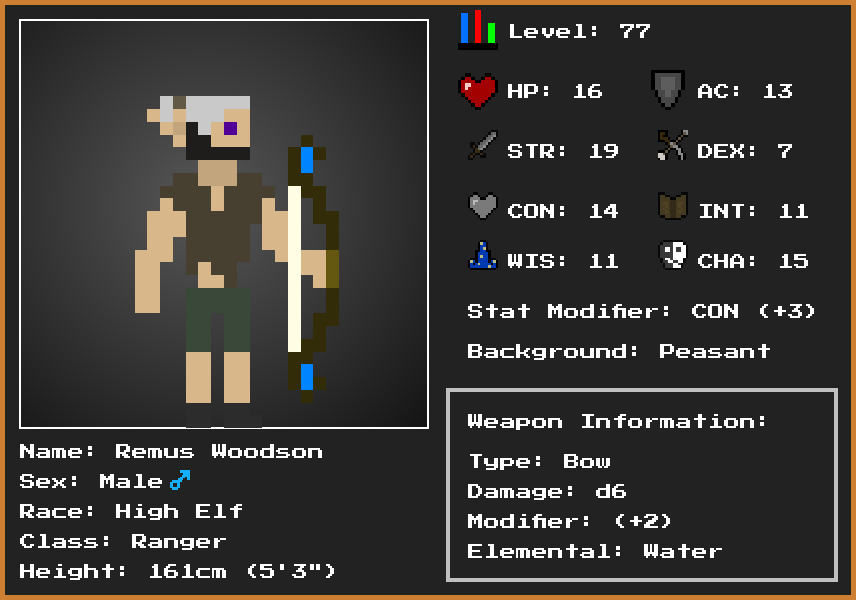 Level: 77
HP: 16 AC: 13
STR: 19 DEX: 7
CON: 14 INT: 11
WIS: 11 CHA: 15
Stat Modifier: CON (+3)
Background: Peasant
Weapon Information:
Type: Bow
Damage: d6
Modifier: (+2)
Elemental: Water
Name: Remus Woodson
Sex: Male ♂
Race: High Elf
Class: Ranger
Height: 161cm (5'3")